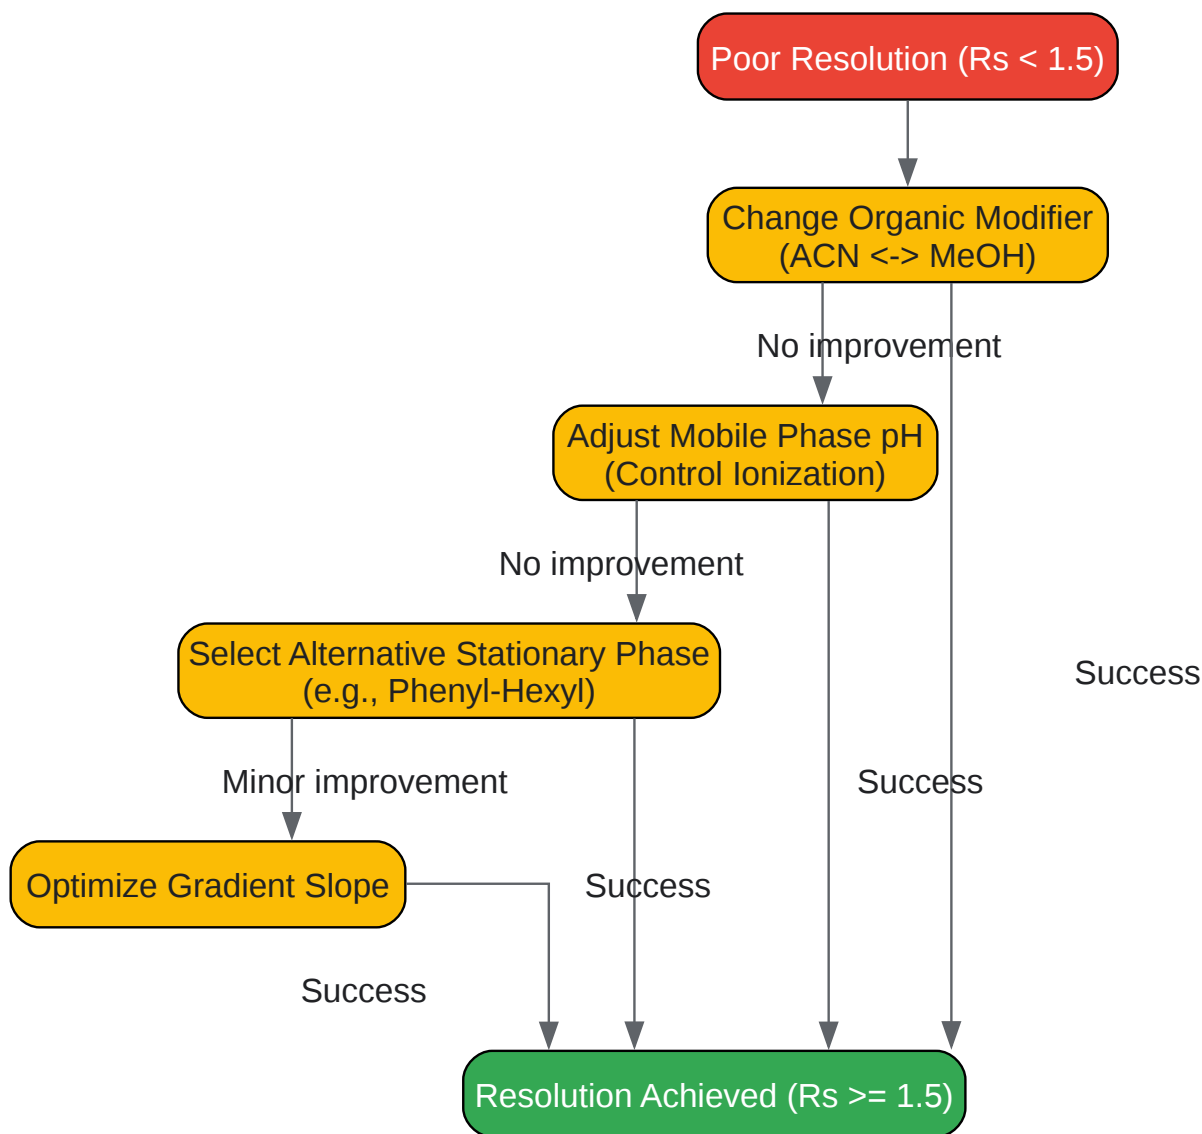 Poor Resolution (Rs < 1.5)
Change Organic Modifier
(ACN <-> MeOH)
No improvement
Adjust Mobile Phase pH
(Control Ionization)
No improvement
Select Alternative Stationary Phase
(e.g., Phenyl-Hexyl)
Success
Minor improvement
Success
Optimize Gradient Slope
Success
Success
Resolution Achieved (Rs >= 1.5)